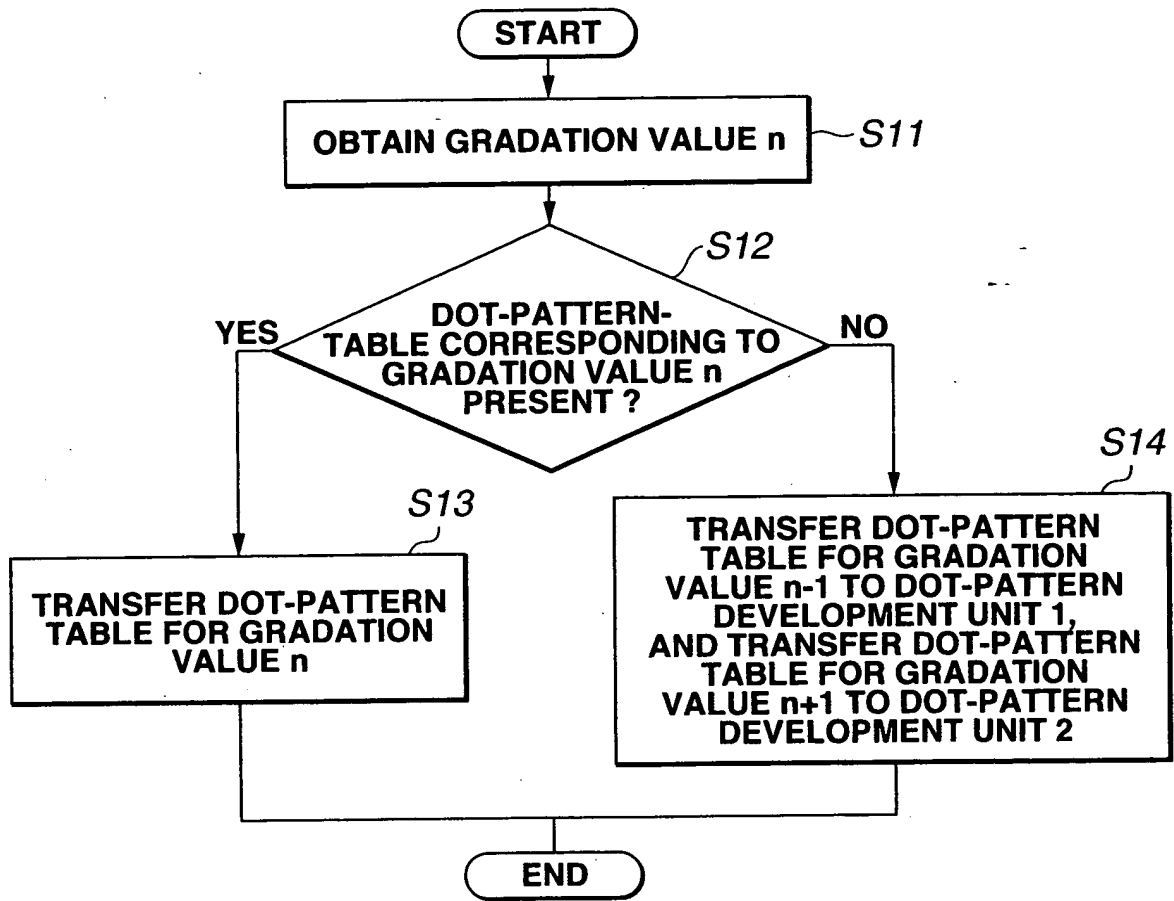 START
OBTAIN GRADATION VALUE n
S11
S12
DOT-PATTERN-
TABLE CORRESPONDING TO
GRADATION VALUE n
PRESENT ?
YES
NO
S13
TRANSFER DOT-PATTERN
TABLE FOR GRADATION
VALUE n
S14
TRANSFER DOT-PATTERN
TABLE FOR GRADATION
VALUE n-1 TO DOT-PATTERN
DEVELOPMENT UNIT 1,
AND TRANSFER DOT-PATTERN
TABLE FOR GRADATION
VALUE n+1 TO DOT-PATTERN
DEVELOPMENT UNIT 2
END